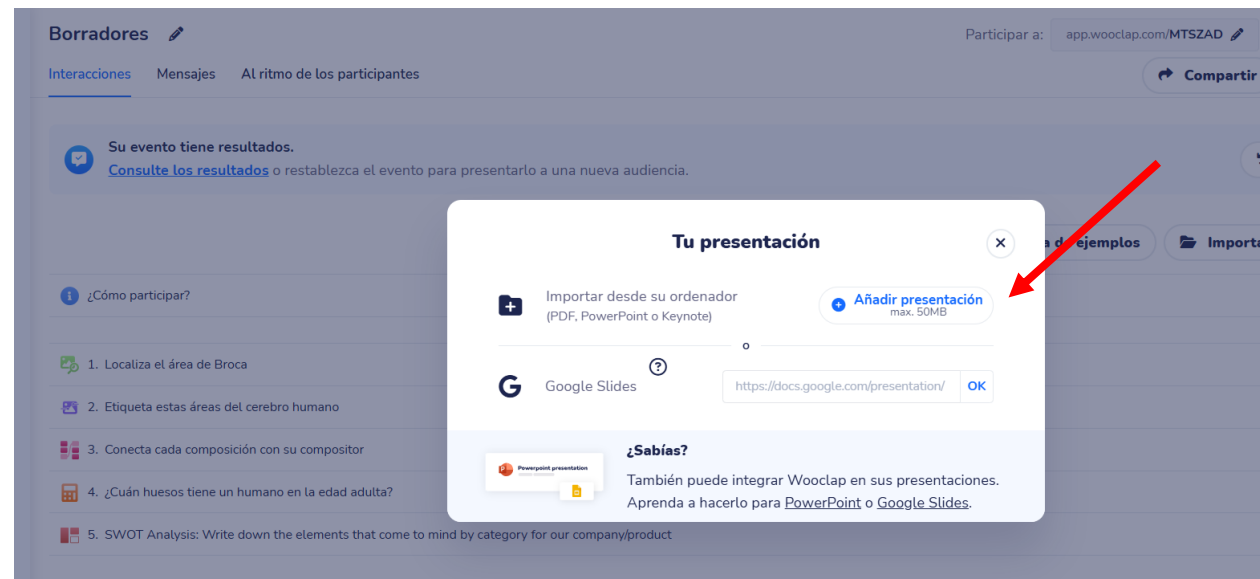 Borradores
Participar a: app.wooclap.com/MTSZAD
Interacciones Mensajes Al ritmo de los participantes
Compartir
Su evento tiene resultados.
Consulte los resultados o restablezca el evento para presentarlo a una nueva audiencia.
Tu presentación
de ejemplos
Importa
¿Cómo participar?
Importar desde su ordenador
(PDF, PowerPoint o Keynote)
Añadir presentación
max. 50MB
o
1. Localiza el área de Broca
Google Slides
https://docs.google.com/presentation/ OK
2. Etiqueta estas áreas del cerebro humano
3. Conecta cada composición con su compositor
¿Sabías?
Powerpoint presentation
También puede integrar Wooclap en sus presentaciones.
Aprenda a hacerlo para PowerPoint o Google Slides.
4. ¿Cuán huesos tiene un humano en la edad adulta?
5. SWOT Analysis: Write down the elements that come to mind by category for our company/product